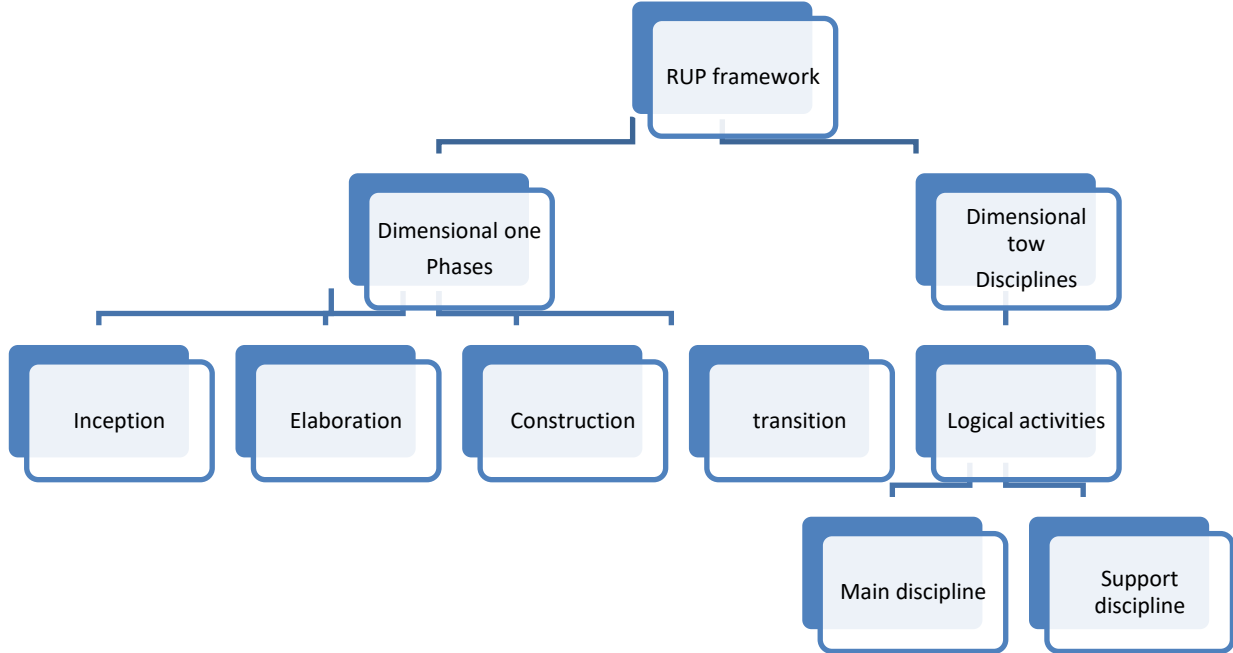 RUP framework
Dimensional one
Phases
Dimensional
tow
Disciplines
Inception
Elaboration
Construction
transition
Logical activities
Main discipline
Support
discipline